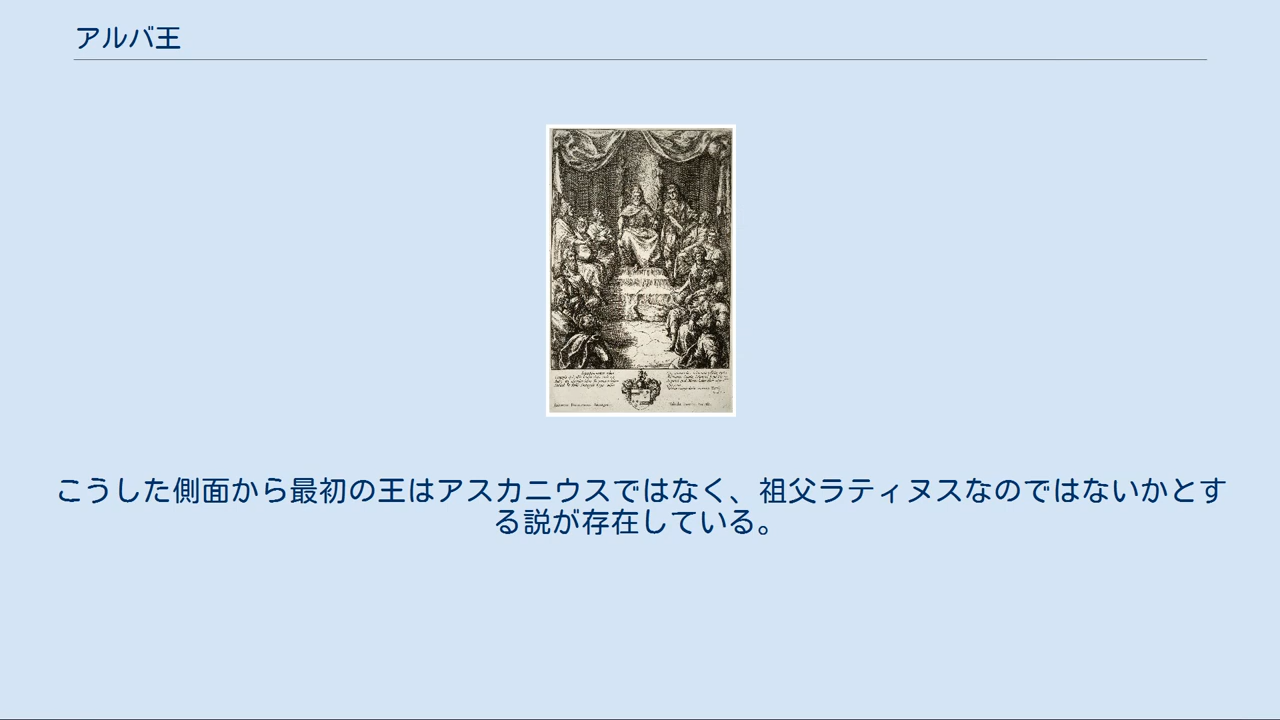 アルバ王
こうした側面から最初の王はアスカニウスではなく、祖父ラティヌスなのではないかとす
る説が存在している。